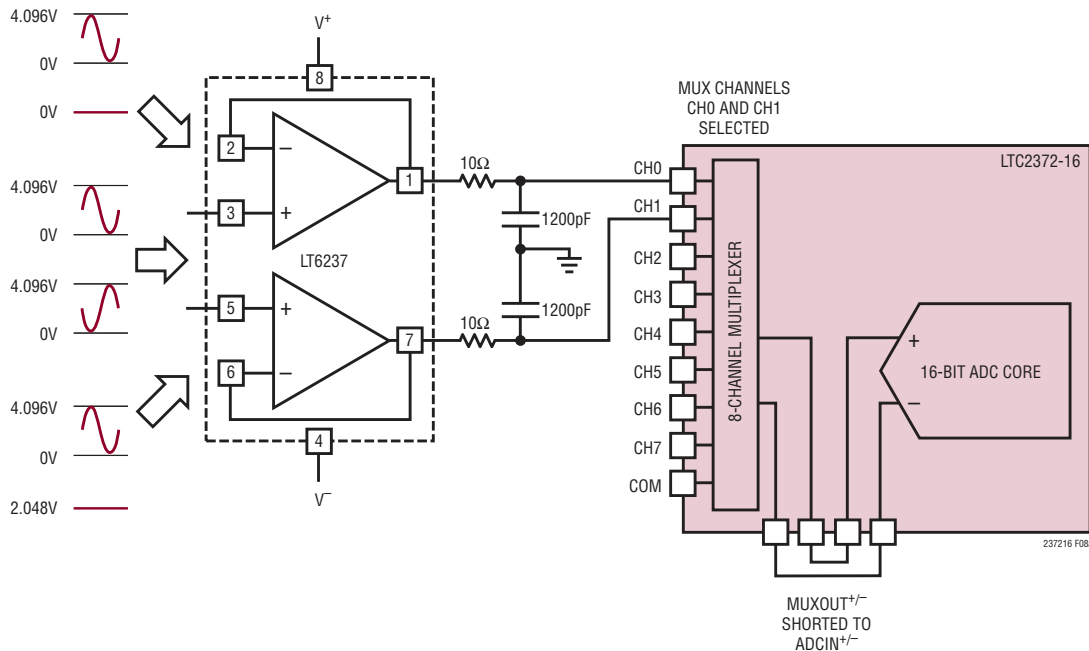 4.096V
0V
0V
4.096V
0V
4.096V
0V
4.096V
0V
2.048V
V+
8
2
−
3
+
1
LT6237
5
+
6
−
7
4
V−
10Ω
1200pF
1200pF
10Ω
MUX CHANNELS
CH0 AND CH1
SELECTED
LTC2372-16
CH0
CH1
CH2
CH3
CH4
CH5
CH6
CH7
COM
8-CHANNEL MULTIPLEXER
+
16-BIT ADC CORE
−
237216 F08
MUXOUT+/–
SHORTED TO
ADCIN+/–